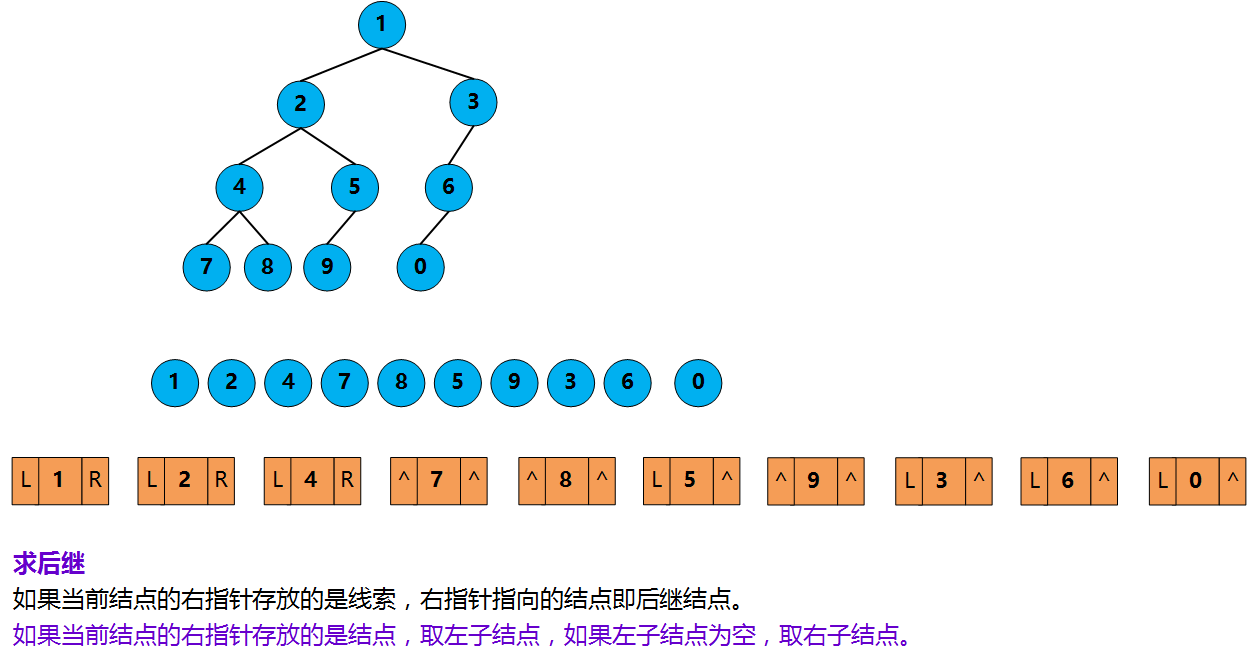 1
2 3
4 5 6
7 8 9 0
1 2 4 7 8 5 9 3 6 0
L 1 R L 2 R L 4 R ^ 7 ^ ^ 8 ^ L 5 ^ ^ 9 ^ L 3 ^ L 6 ^ L 0 ^
求后继
如果当前结点的右指针存放的是线索，右指针指向的结点即后继结点。
如果当前结点的右指针存放的是结点，取左子结点，如果左子结点为空，取右子结点。